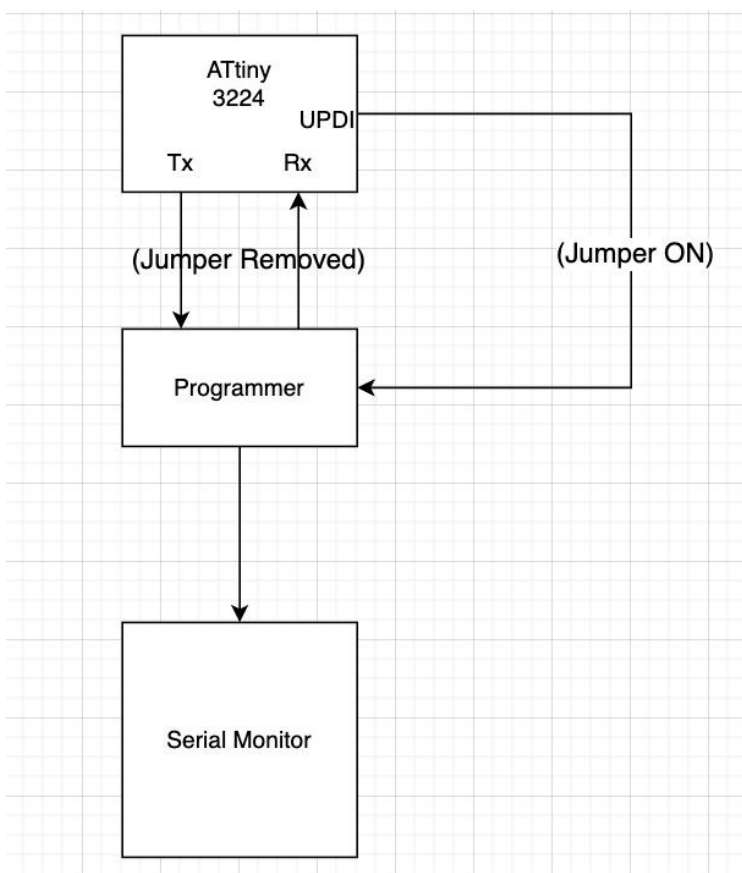 ATtiny
3224
UPDI
Tx Rx
(Jumper Removed)
(Jumper ON)
Programmer
Serial Monitor